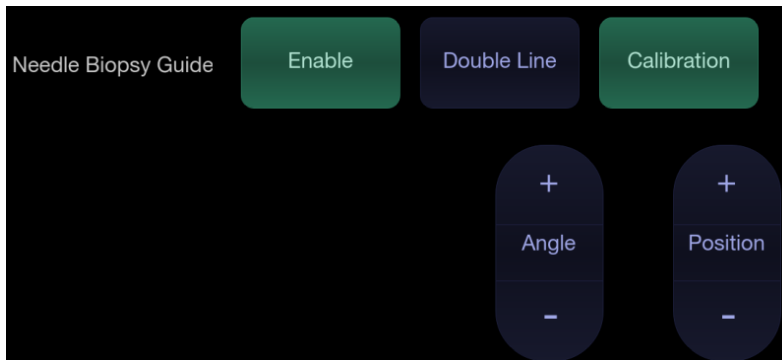 Needle Biopsy Guide Enable Double Line Calibration
+ +
Angle Position
- -